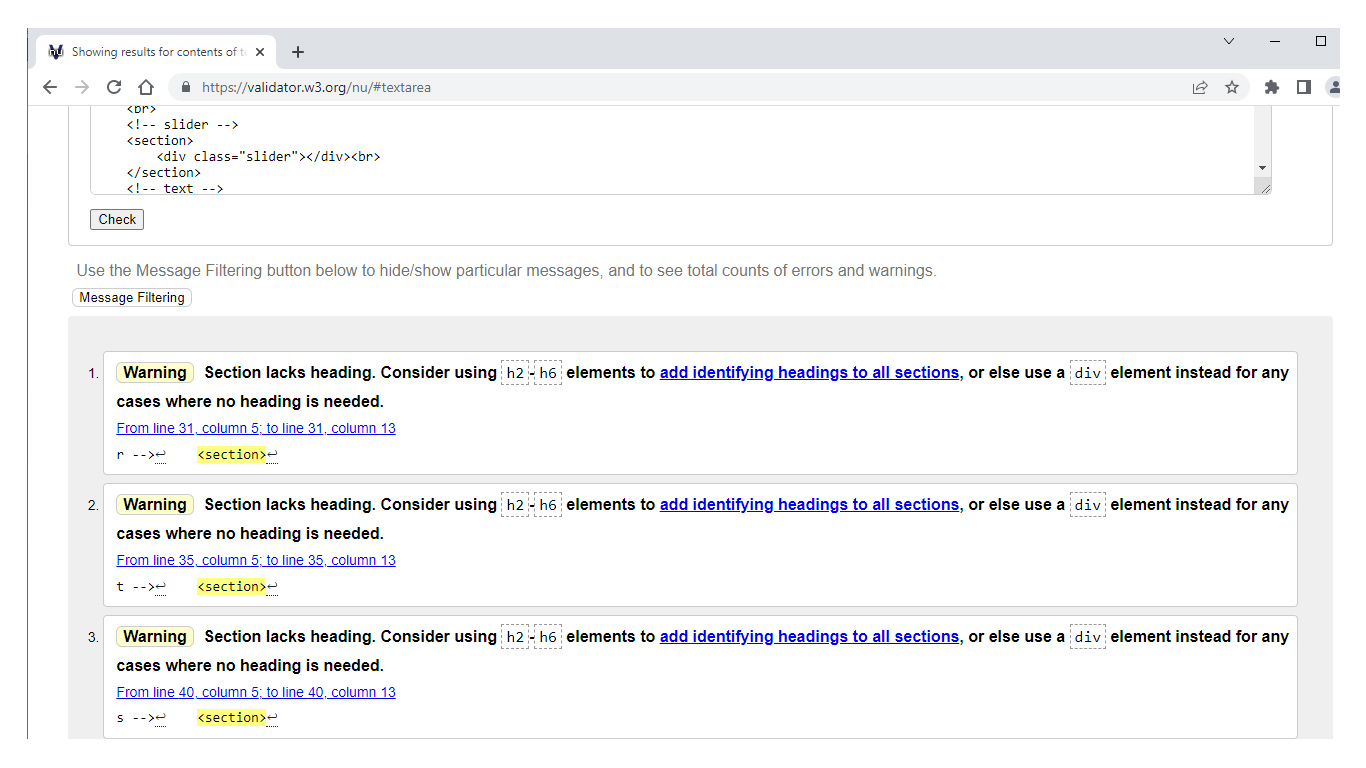 Showing results for contents of t
https://validator.w3.org/nu/#textarea
<br>
<!-- slider -->
<section>
<div class="slider"></div><br>
</section>
<!-- text -->
Check
Use the Message Filtering button below to hide/show particular messages, and to see total counts of errors and warnings.
Message Filtering
1. Warning Section lacks heading. Consider using h2-h6 elements to add identifying headings to all sections, or else use a div element instead for any
cases where no heading is needed.
From line 31, column 5; to line 31, column 13
r -->↩ <section>↩
2. Warning Section lacks heading. Consider using h2-h6 elements to add identifying headings to all sections, or else use a div element instead for any
cases where no heading is needed.
From line 35, column 5; to line 35, column 13
t -->↩ <section>↩
3. Warning Section lacks heading. Consider using h2-h6 elements to add identifying headings to all sections, or else use a div element instead for any
cases where no heading is needed.
From line 40, column 5; to line 40, column 13
s -->↩ <section>↩